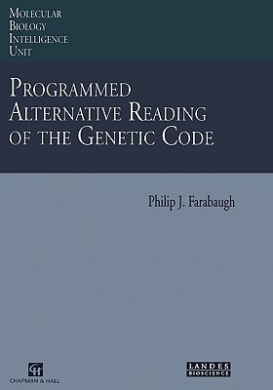 MOLECULAR
BIOLOGY
INTELLIGENCE
UNIT
PROGRAMMED
ALTERNATIVE READING
OF THE GENETIC CODE
Philip J. Farabaugh
CHAPMAN & HALL
LANDES
BIOSCIENCE